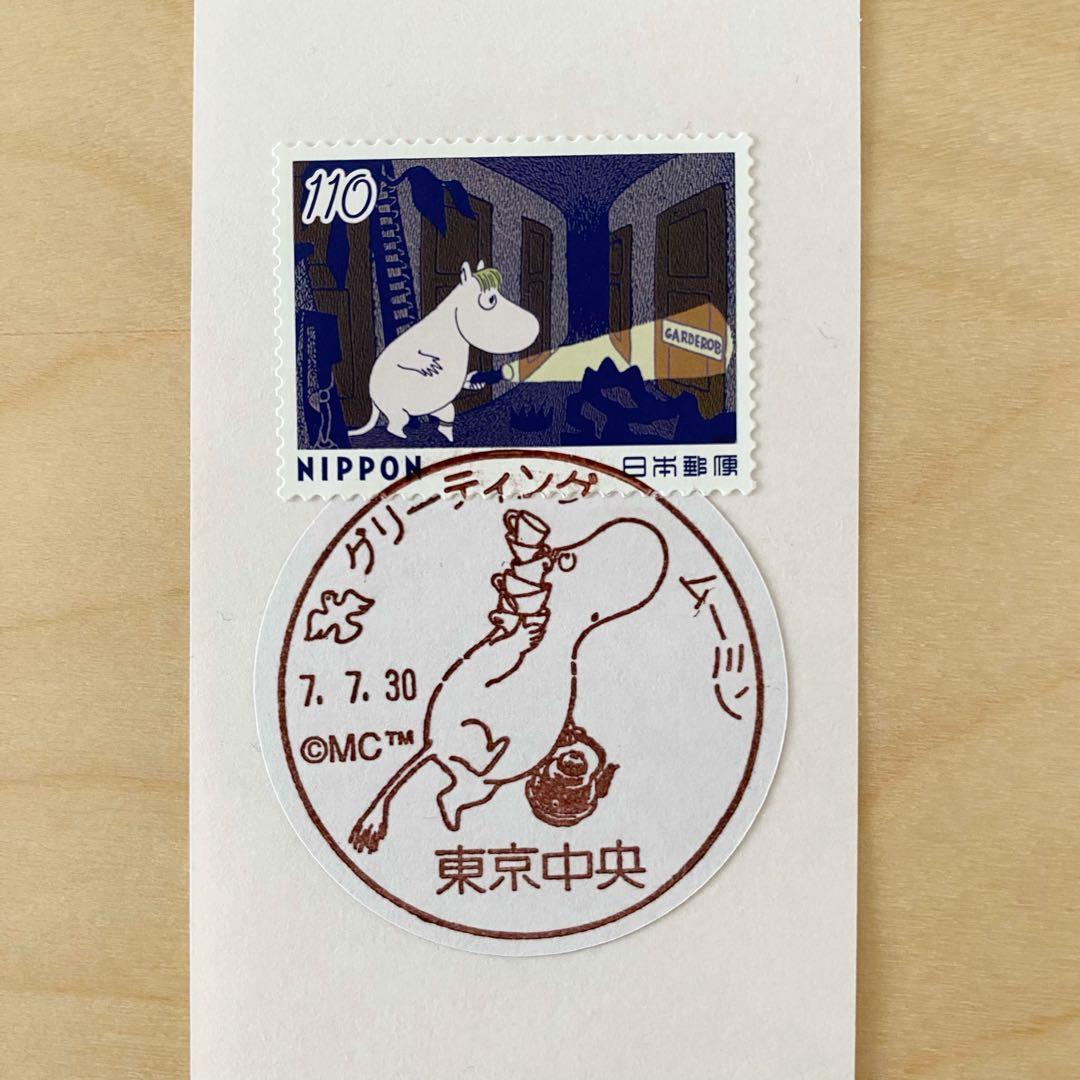 110
GARDEROB
NIPPON 日本郵便
グリーティング
ムーミン
7. 7. 30
©MC™
東京中央